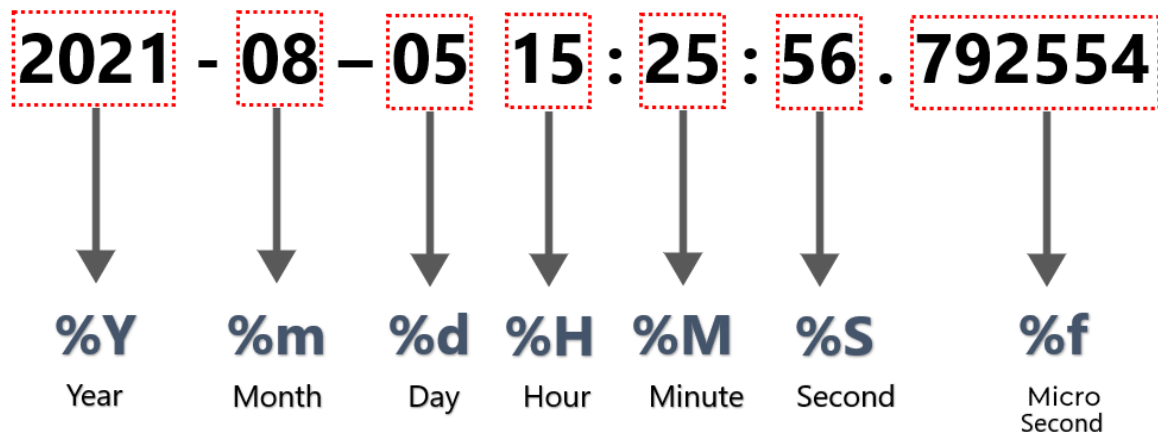 2021 - 08 – 05 15 : 25 : 56 . 792554
%Y %m %d %H %M %S %f
Year Month Day Hour Minute Second Micro
Second